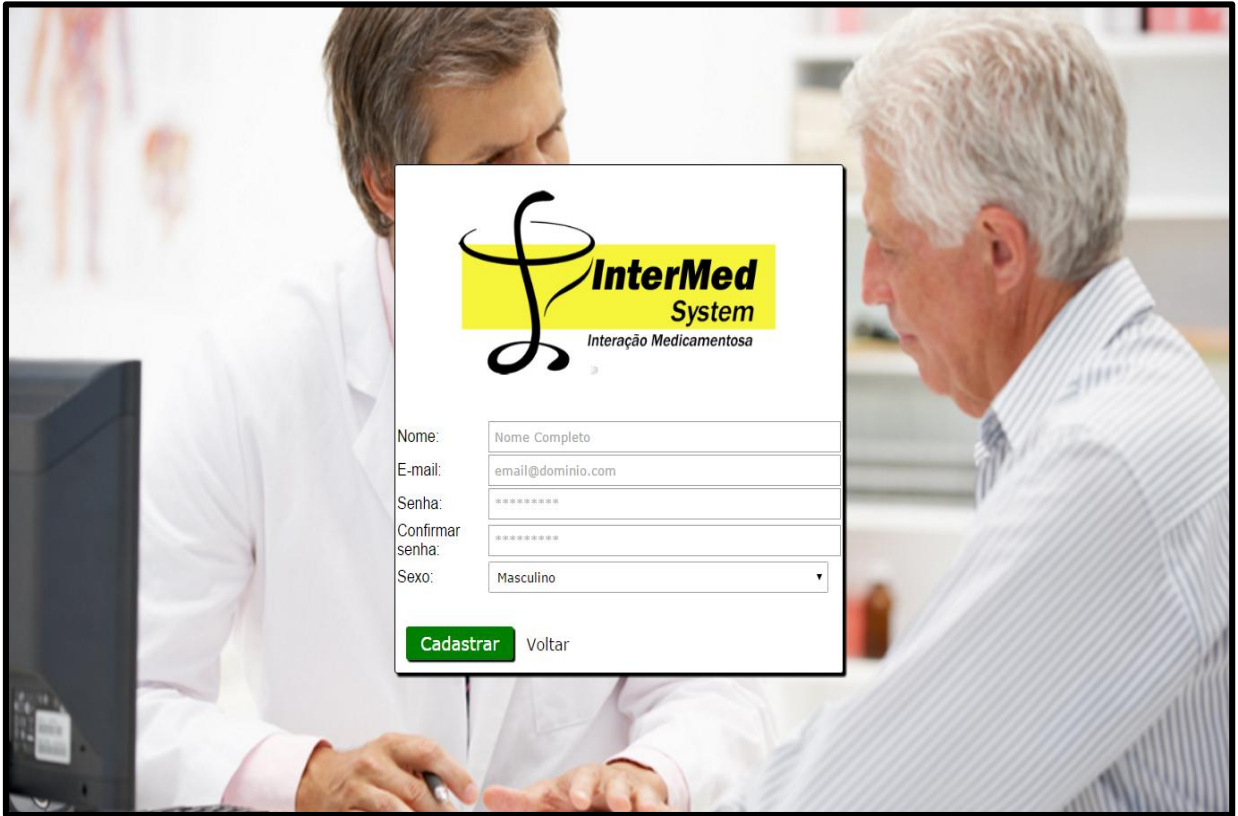 InterMed
System
Interação Medicamentosa
Nome: Nome Completo
E-mail: email@dominio.com
Senha: *********
Confirmar
senha: *********
Sexo: Masculino
Cadastrar Voltar